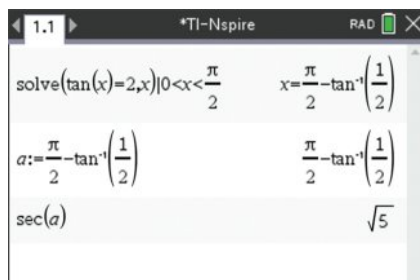 1.1 *TI-Nspire RAD
solve(tan(x)=2,x)|0<x<π/2 x=π/2−tan⁻¹(1/2)
a:=π/2−tan⁻¹(1/2) π/2−tan⁻¹(1/2)
sec(a) √5